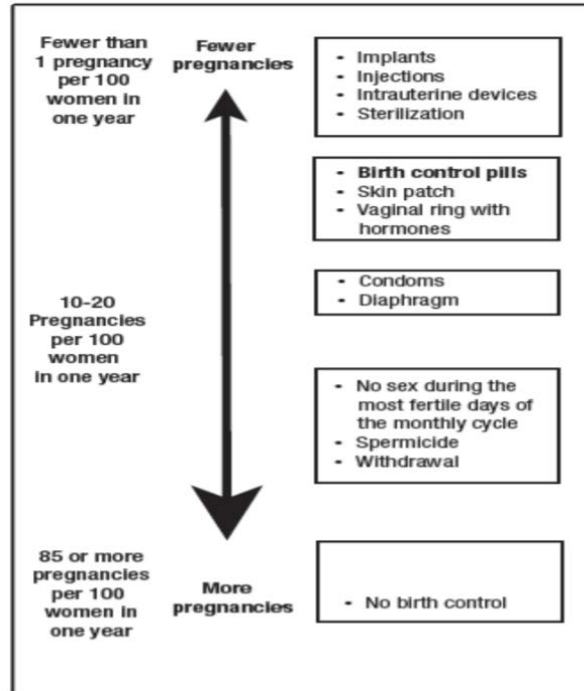 Fewer than
1 pregnancy
per 100
women in
one year
Fewer
pregnancies
• Implants
• Injections
• Intrauterine devices
• Sterilization
• Birth control pills
• Skin patch
• Vaginal ring with
hormones
• Condoms
• Diaphragm
10-20
Pregnancies
per 100
women
in one year
• No sex during the
most fertile days of
the monthly cycle
• Spermicide
• Withdrawal
85 or more
pregnancies
per 100
women in
one year
More
pregnancies
• No birth control